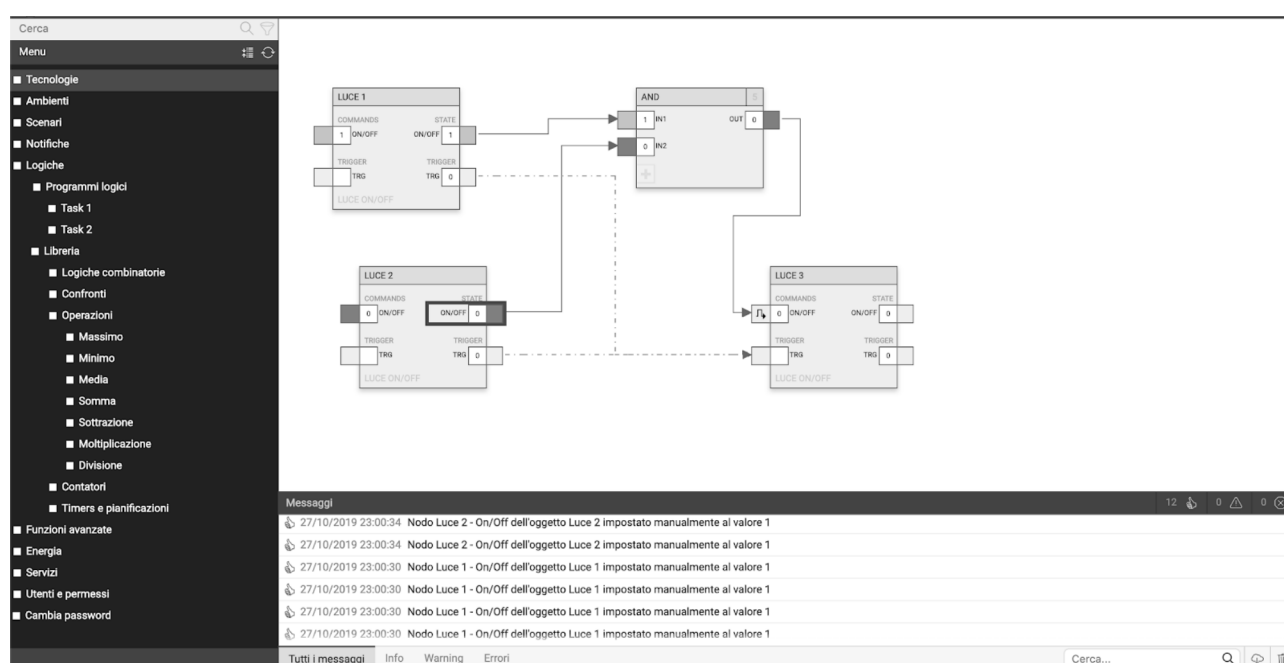 Cerca
Menu
Tecnologie
Ambienti
Scenari
Notifiche
Logiche
Programmi logici
Task 1
Task 2
Libreria
Logiche combinatorie
Confronti
Operazioni
Massimo
Minimo
Media
Somma
Sottrazione
Moltiplicazione
Divisione
Contatori
Timers e pianificazioni
Funzioni avanzate
Energia
Servizi
Utenti e permessi
Cambia password
LUCE 1
COMMANDS STATE
1 ON/OFF ON/OFF 1
TRIGGER TRIGGER
TRG TRG 0
LUCE ON/OFF
AND S
1 IN1 OUT 0
0 IN2
LUCE 2
COMMANDS STATE
0 ON/OFF ON/OFF 0
TRIGGER TRIGGER
TRG TRG 0
LUCE ON/OFF
LUCE 3
COMMANDS STATE
0 ON/OFF ON/OFF 0
TRIGGER TRIGGER
TRG TRG 0
LUCE ON/OFF
Messaggi 12 0 0
27/10/2019 23:00:34 Nodo Luce 2 - On/Off dell'oggetto Luce 2 impostato manualmente al valore 1
27/10/2019 23:00:34 Nodo Luce 2 - On/Off dell'oggetto Luce 2 impostato manualmente al valore 1
27/10/2019 23:00:30 Nodo Luce 1 - On/Off dell'oggetto Luce 1 impostato manualmente al valore 1
27/10/2019 23:00:30 Nodo Luce 1 - On/Off dell'oggetto Luce 1 impostato manualmente al valore 1
27/10/2019 23:00:30 Nodo Luce 1 - On/Off dell'oggetto Luce 1 impostato manualmente al valore 1
27/10/2019 23:00:30 Nodo Luce 1 - On/Off dell'oggetto Luce 1 impostato manualmente al valore 1
Tutti i messaggi Info Warning Errori Cerca...